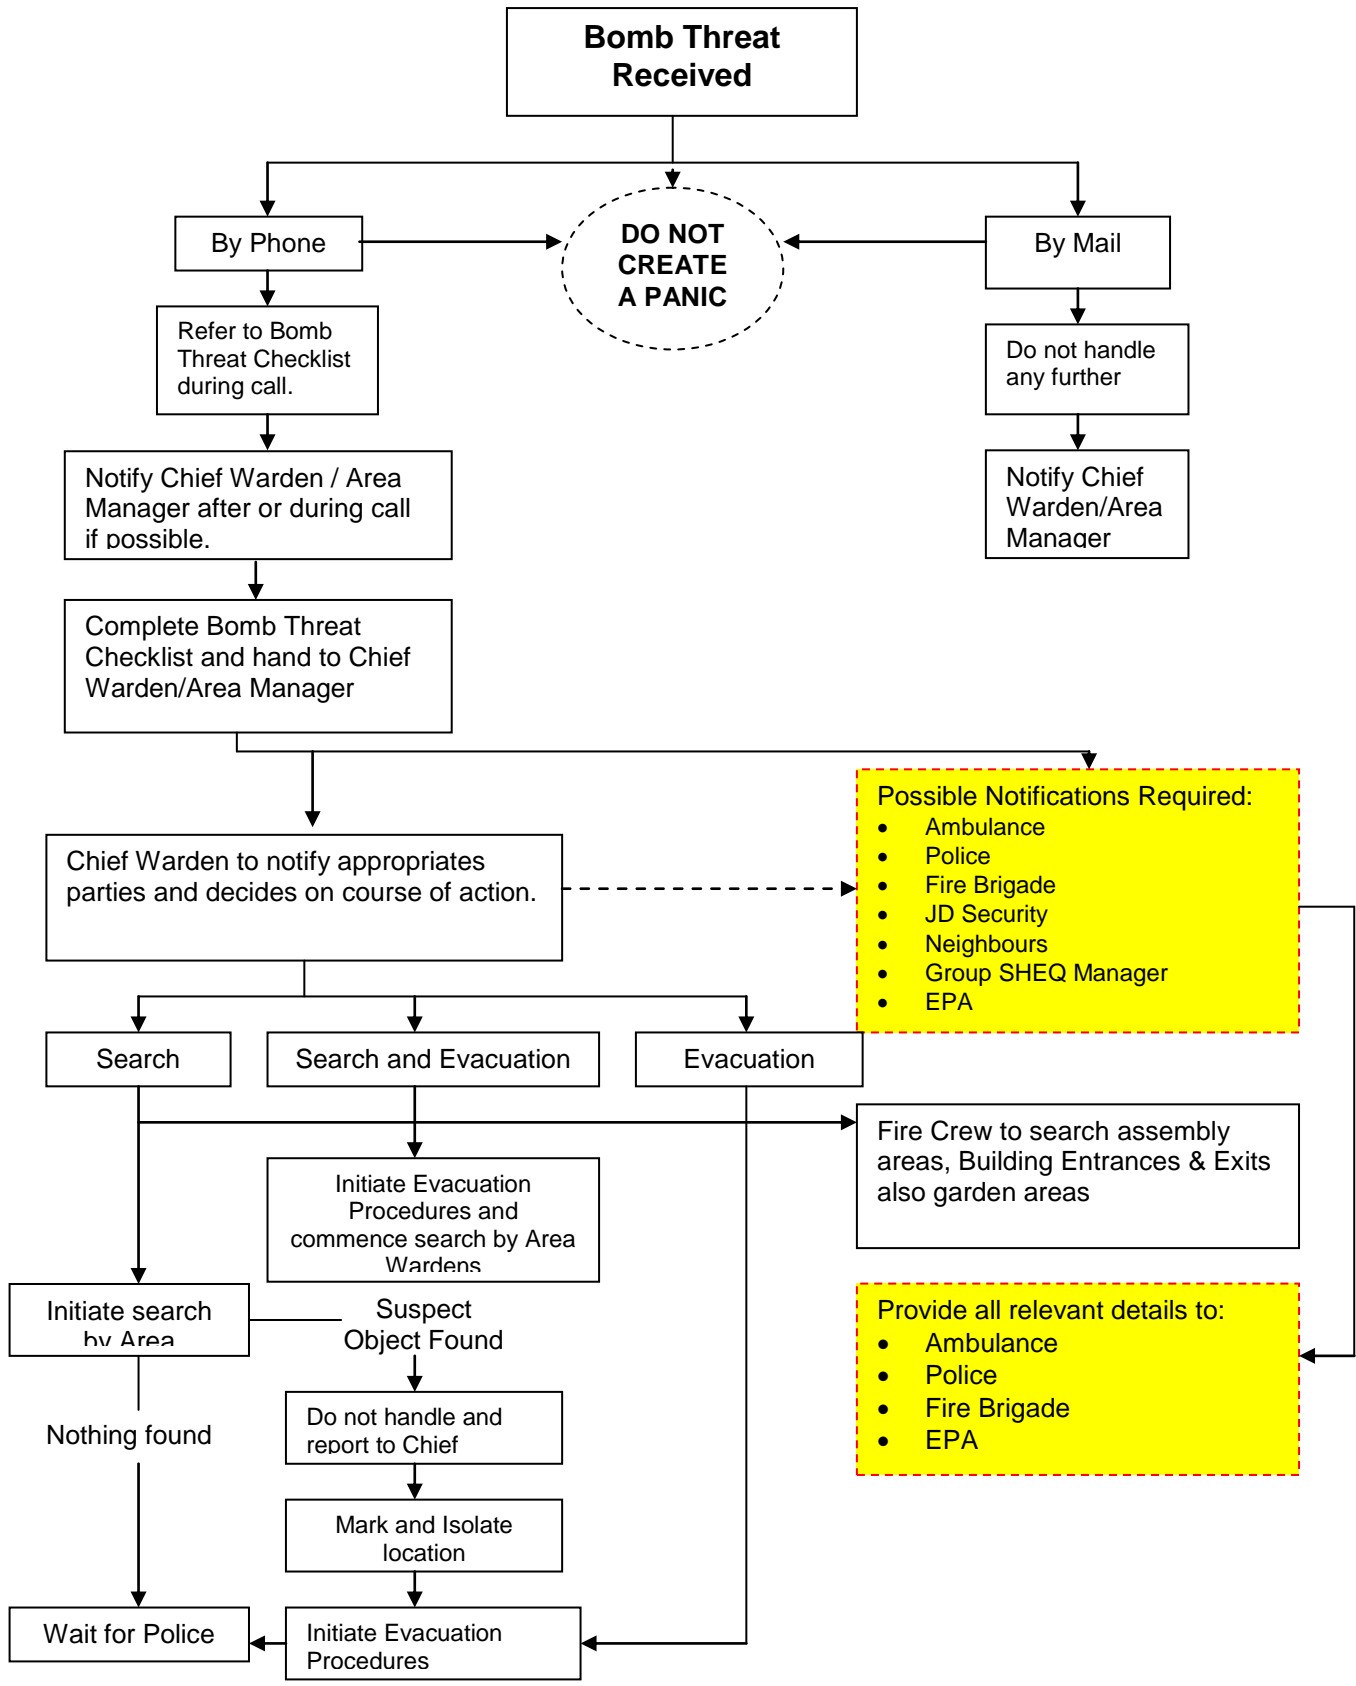 Bomb Threat
Received
By Phone
DO NOT
CREATE
A PANIC
By Mail
Refer to Bomb
Threat Checklist
during call.
Do not handle
any further
Notify Chief Warden / Area
Manager after or during call
if possible.
Notify Chief
Warden/Area
Manager
Complete Bomb Threat
Checklist and hand to Chief
Warden/Area Manager
Possible Notifications Required:
• Ambulance
• Police
• Fire Brigade
• JD Security
• Neighbours
• Group SHEQ Manager
• EPA
Chief Warden to notify appropriates
parties and decides on course of action.
Search
Search and Evacuation
Evacuation
Fire Crew to search assembly
areas, Building Entrances & Exits
also garden areas
Initiate Evacuation
Procedures and
commence search by Area
Wardens
Initiate search
by Area
Suspect
Object Found
Provide all relevant details to:
• Ambulance
• Police
• Fire Brigade
• EPA
Nothing found
Do not handle and
report to Chief
Mark and Isolate
location
Wait for Police
Initiate Evacuation
Procedures